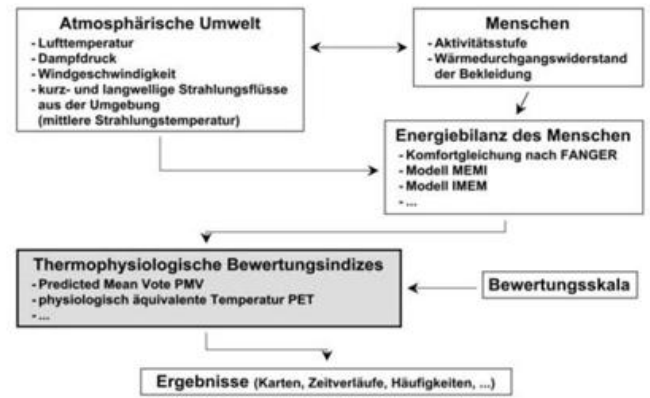 Atmosphärische Umwelt
- Lufttemperatur
- Dampfdruck
- Windgeschwindigkeit
- kurz- und langwellige Strahlungsflüsse
aus der Umgebung
(mittlere Strahlungstemperatur)
Menschen
- Aktivitätsstufe
- Wärmedurchgangswiderstand
der Bekleidung
Energiebilanz des Menschen
- Komfortgleichung nach FANGER
- Modell MEMI
- Modell IMEM
- ...
Thermophysiologische Bewertungsindizes
- Predicted Mean Vote PMV
- physiologisch äquivalente Temperatur PET
- ...
Bewertungsskala
Ergebnisse (Karten, Zeitverläufe, Häufigkeiten, ...)